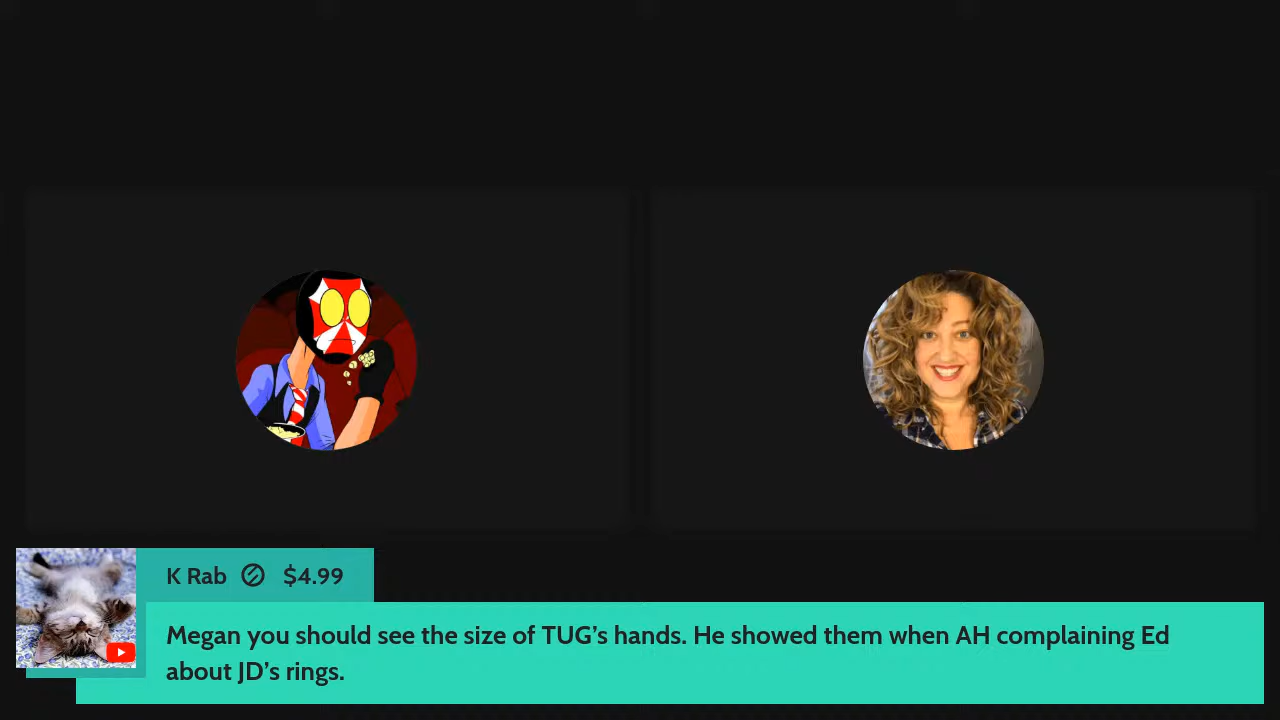 K Rab $4.99
Megan you should see the size of TUG's hands. He showed them when AH complaining Ed
about JD's rings.